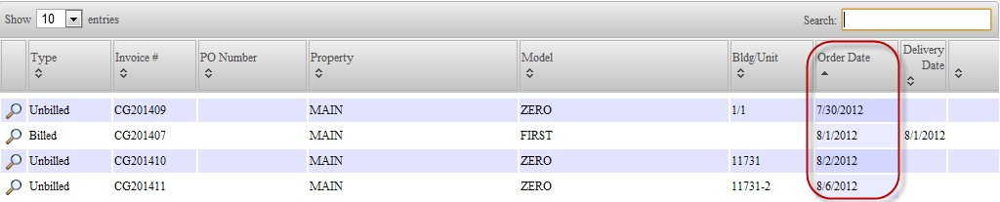 Show 10 entries Search:
Type Invoice # PO Number Property Model Bldg/Unit Order Date Delivery Date
Unbilled CG201409 MAIN ZERO 1/1 7/30/2012
Billed CG201407 MAIN FIRST 8/1/2012 8/1/2012
Unbilled CG201410 MAIN ZERO 11731 8/2/2012
Unbilled CG201411 MAIN ZERO 11731-2 8/6/2012